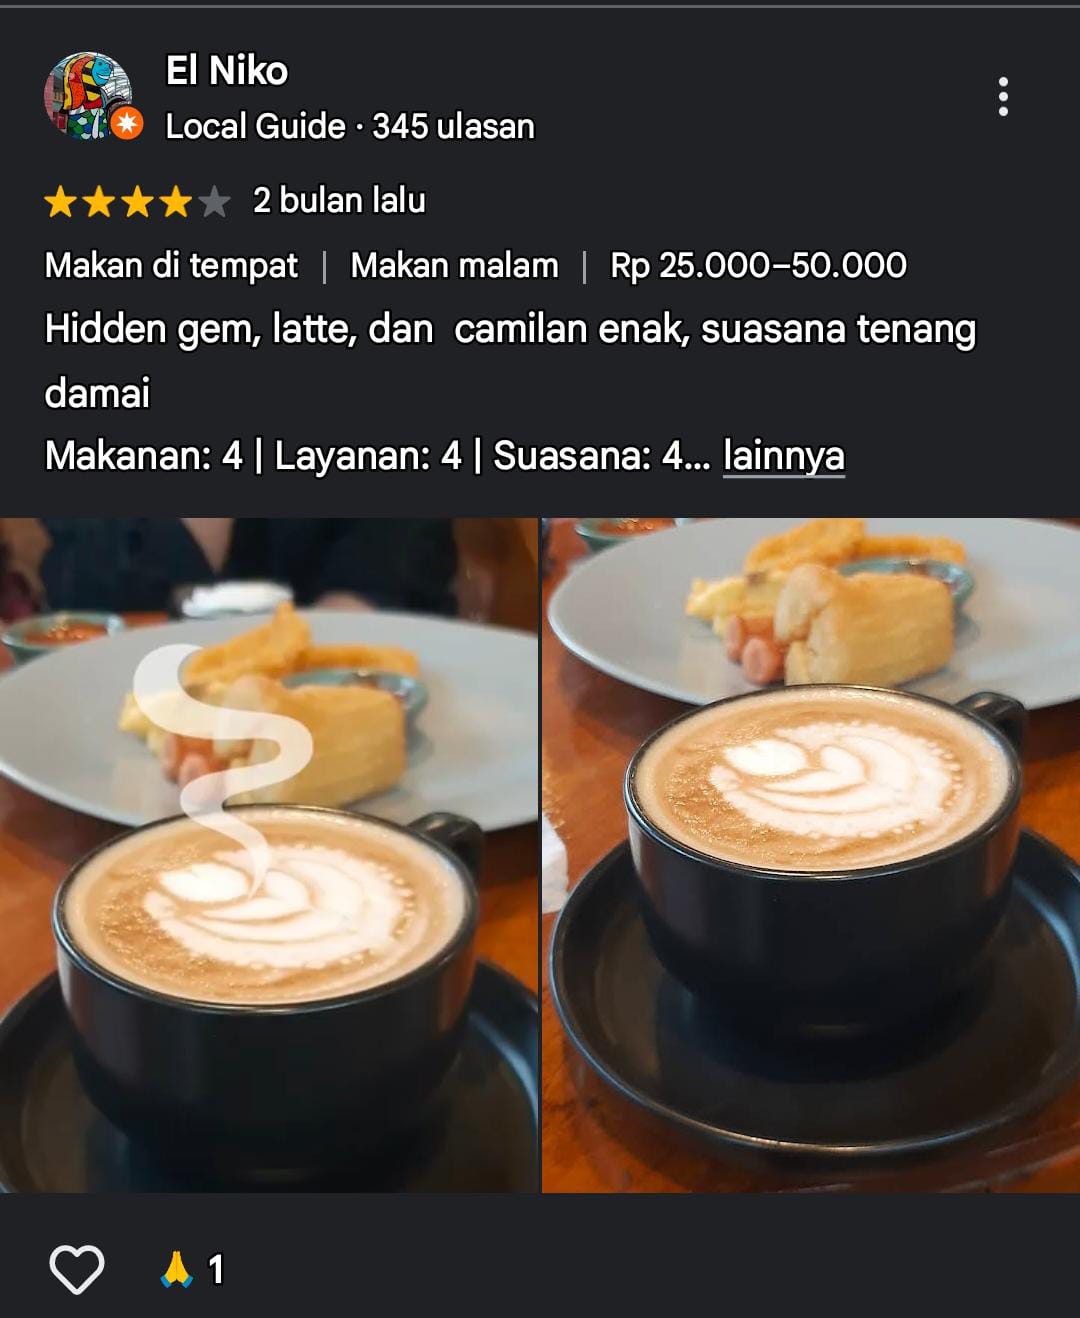 El Niko
Local Guide · 345 ulasan
2 bulan lalu
Makan di tempat | Makan malam | Rp 25.000–50.000
Hidden gem, latte, dan  camilan enak, suasana tenang
damai
Makanan: 4 | Layanan: 4 | Suasana: 4... lainnya
🙏 1